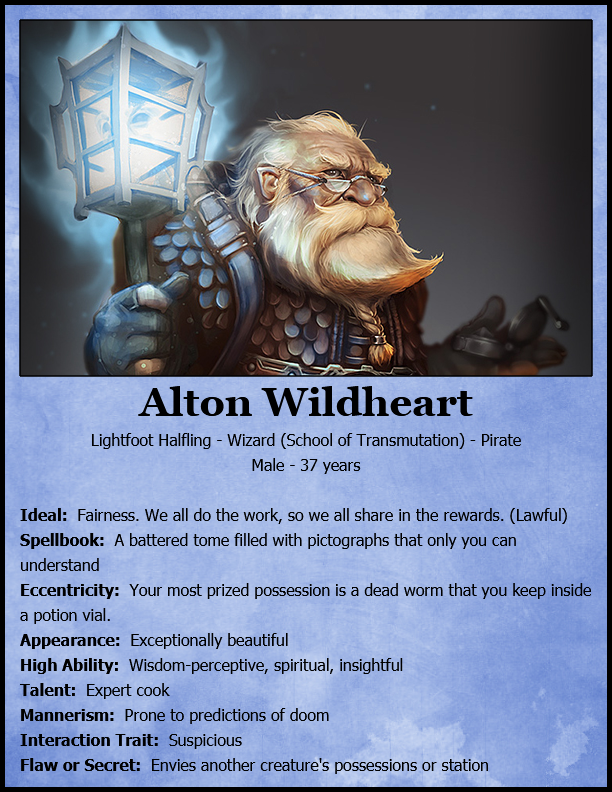 Alton Wildheart
Lightfoot Halfling - Wizard (School of Transmutation) - Pirate
Male - 37 years
Ideal: Fairness. We all do the work, so we all share in the rewards. (Lawful)
Spellbook: A battered tome filled with pictographs that only you can
understand
Eccentricity: Your most prized possession is a dead worm that you keep inside
a potion vial.
Appearance: Exceptionally beautiful
High Ability: Wisdom-perceptive, spiritual, insightful
Talent: Expert cook
Mannerism: Prone to predictions of doom
Interaction Trait: Suspicious
Flaw or Secret: Envies another creature's possessions or station